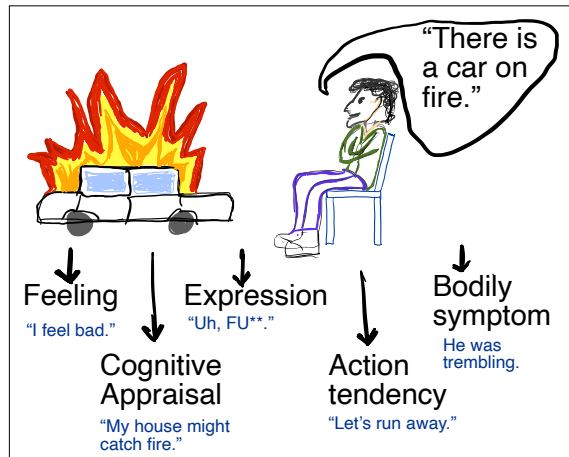 “There is
a car on
fire.”
Feeling
“I feel bad.”
Cognitive
Appraisal
“My house might
catch fire.”
Expression
“Uh, FU**.”
Action
tendency
“Let’s run away.”
Bodily
symptom
He was
trembling.